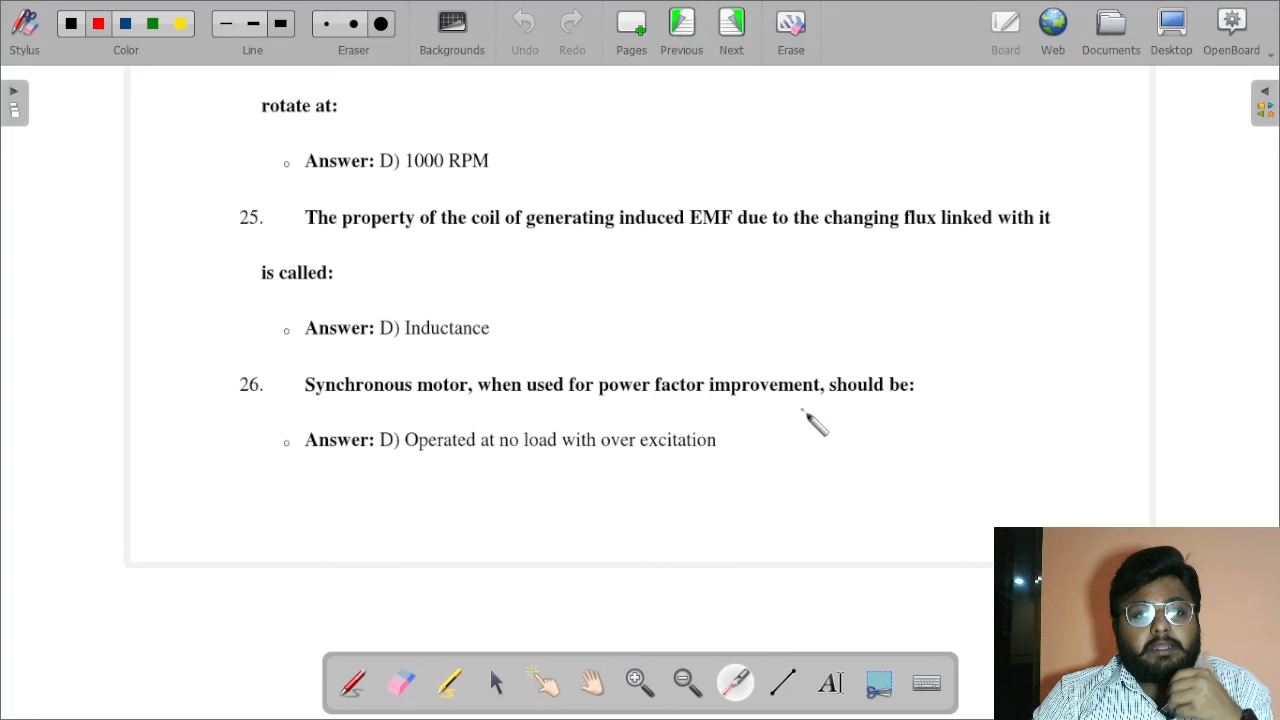 Stylus
Color
Line
Eraser
Backgrounds
Undo
Redo
Pages
Previous
Next
Erase
Board
Web
Documents
Desktop
OpenBoard
rotate at:
o Answer: D) 1000 RPM
25. The property of the coil of generating induced EMF due to the changing flux linked with it
is called:
o Answer: D) Inductance
26. Synchronous motor, when used for power factor improvement, should be:
o Answer: D) Operated at no load with over excitation
AI